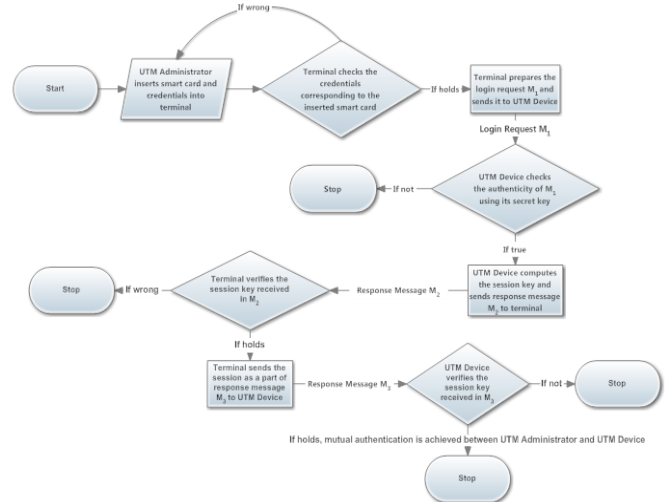 If wrong
Start
UTM Administrator
inserts smart card and
credentials into
terminal
Terminal checks the
credentials
corresponding to the
inserted smart card
If holds
Terminal prepares the
login request M1 and
sends it to UTM Device
Login Request M1
Stop
If not
UTM Device checks
the authenticity of M1
using its secret key
If true
Stop
If wrong
Terminal verifies the
session key received
in M2
Response Message M2
UTM Device computes
the session key and
sends response message
M2 to terminal
If holds
Terminal sends the
session as a part of
response message
M3 to UTM Device
Response Message M3
UTM Device
verifies the
session key
received in M3
If not
Stop
If holds, mutual authentication is achieved between UTM Administrator and UTM Device
Stop